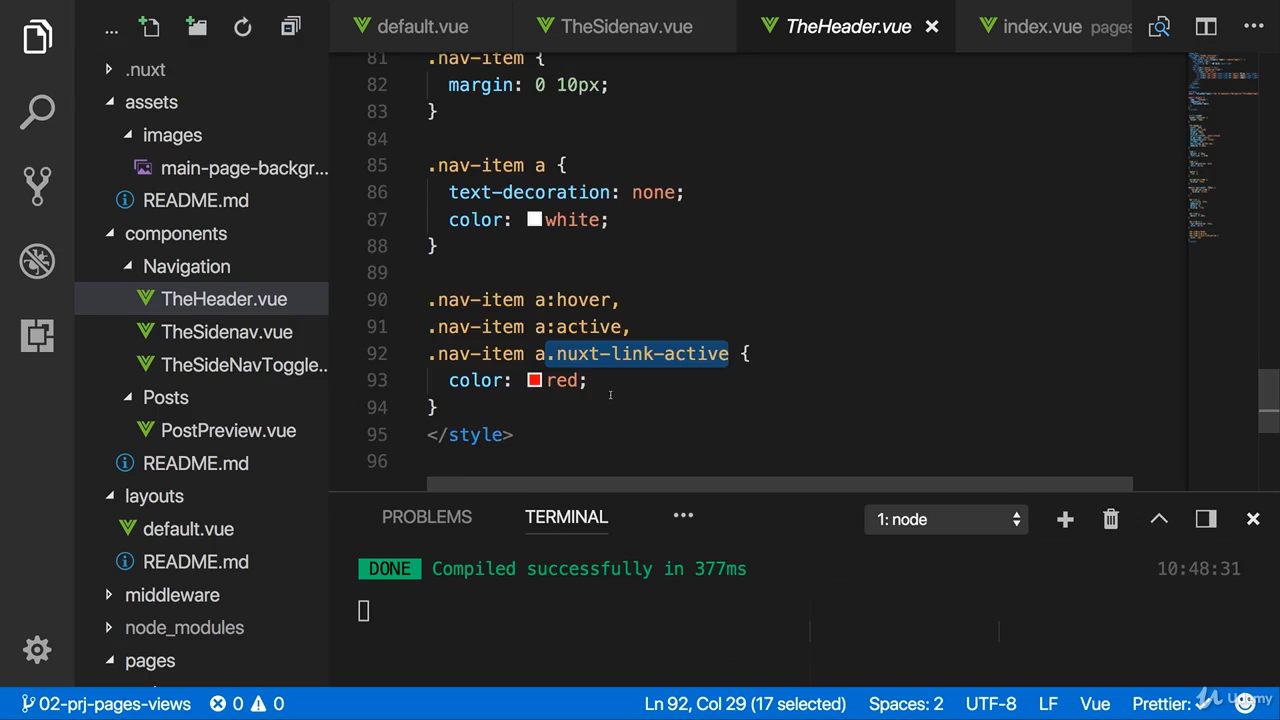 ...
default.vue
TheSidenav.vue
TheHeader.vue
index.vue pages
...
.nuxt
assets
images
main-page-backgr...
README.md
components
Navigation
TheHeader.vue
TheSidenav.vue
TheSideNavToggle...
Posts
PostPreview.vue
README.md
layouts
default.vue
README.md
middleware
node_modules
pages
81 .nav-item {
82 margin: 0 10px;
83 }
84
85 .nav-item a {
86 text-decoration: none;
87 color: white;
88 }
89
90 .nav-item a:hover,
91 .nav-item a:active,
92 .nav-item a.nuxt-link-active {
93 color: red;
94 }
95 </style>
96
PROBLEMS TERMINAL ... 1: node
DONE Compiled successfully in 377ms 10:48:31
02-prj-pages-views 0 0 Ln 92, Col 29 (17 selected) Spaces: 2 UTF-8 LF Vue Prettier: ✓
Udemy